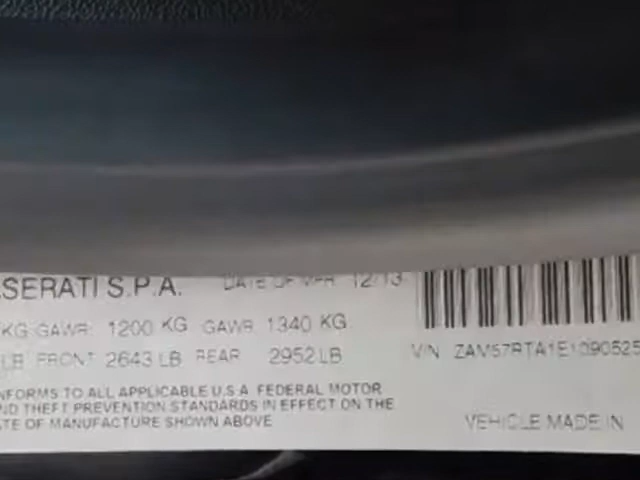 SERATI S.P.A. DATE OF MFR 12/13
KG GAWR: 1200 KG GAWR 1340 KG
LB FRONT 2643 LB REAR 2952 LB
VIN ZAM57RTA1E1090525
NFORMS TO ALL APPLICABLE U.S.A. FEDERAL MOTOR
ND THEFT PREVENTION STANDARDS IN EFFECT ON THE
TE OF MANUFACTURE SHOWN ABOVE
VEHICLE MADE IN